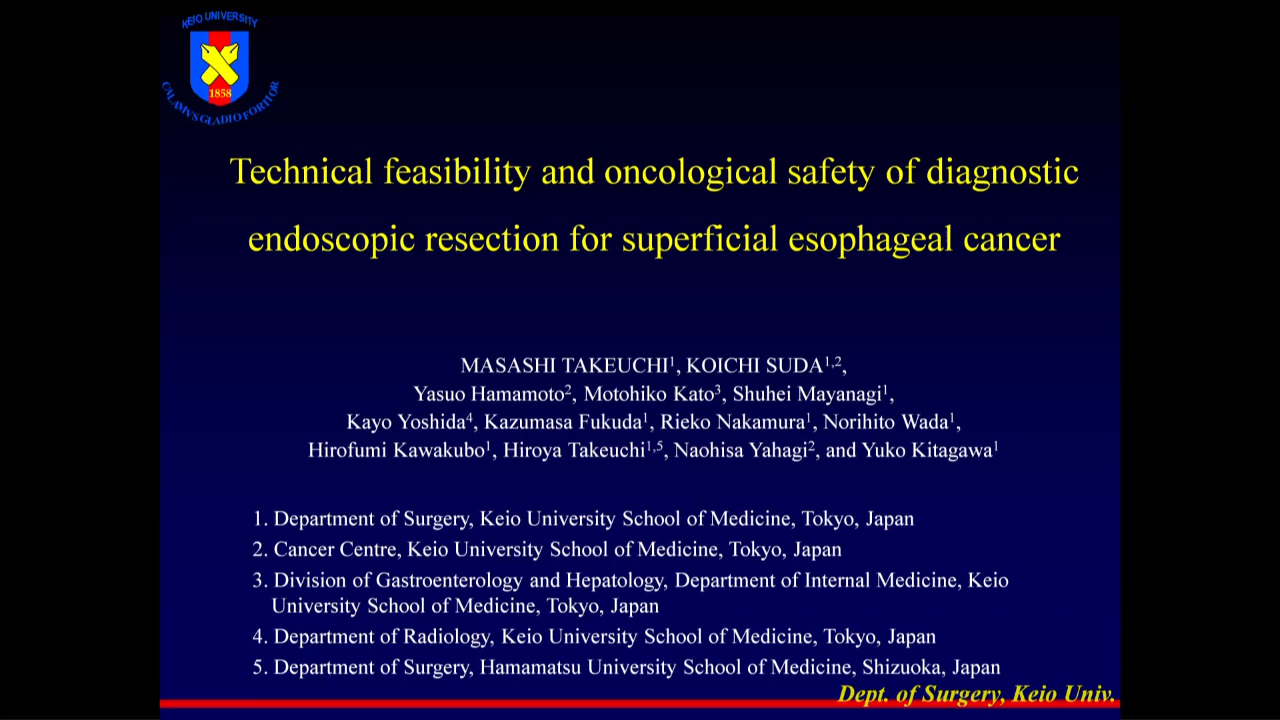 KEIO UNIVERSITY
1858
CALAMVS GLADIO FORTIOR
Technical feasibility and oncological safety of diagnostic
endoscopic resection for superficial esophageal cancer
MASASHI TAKEUCHI¹, KOICHI SUDA¹,²,
Yasuo Hamamoto², Motohiko Kato³, Shuhei Mayanagi¹,
Kayo Yoshida⁴, Kazumasa Fukuda¹, Rieko Nakamura¹, Norihito Wada¹,
Hirofumi Kawakubo¹, Hiroya Takeuchi¹,⁵, Naohisa Yahagi², and Yuko Kitagawa¹
1. Department of Surgery, Keio University School of Medicine, Tokyo, Japan
2. Cancer Centre, Keio University School of Medicine, Tokyo, Japan
3. Division of Gastroenterology and Hepatology, Department of Internal Medicine, Keio
University School of Medicine, Tokyo, Japan
4. Department of Radiology, Keio University School of Medicine, Tokyo, Japan
5. Department of Surgery, Hamamatsu University School of Medicine, Shizuoka, Japan
Dept. of Surgery, Keio Univ.